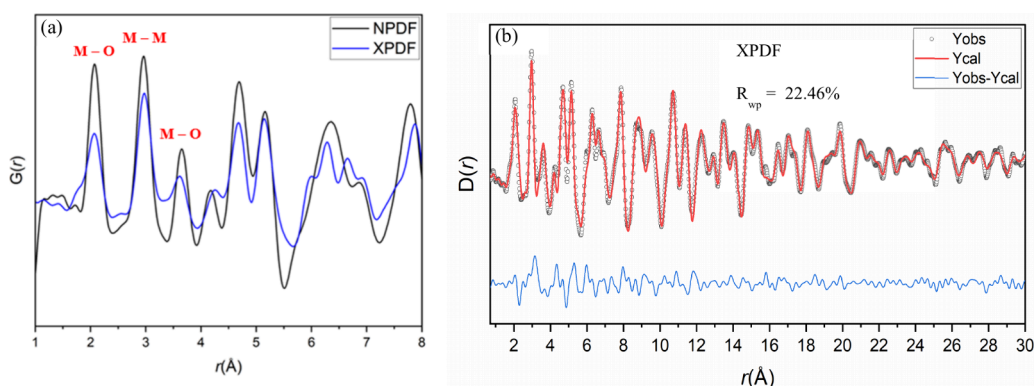 (a)
NPDF
XPDF
M – O
M – M
M – O
G(r)
1 2 3 4 5 6 7 8
r(Å)
(b)
XPDF
R wp = 22.46%
Yobs
Ycal
Yobs-Ycal
D(r)
2 4 6 8 10 12 14 16 18 20 22 24 26 28 30
r(Å)